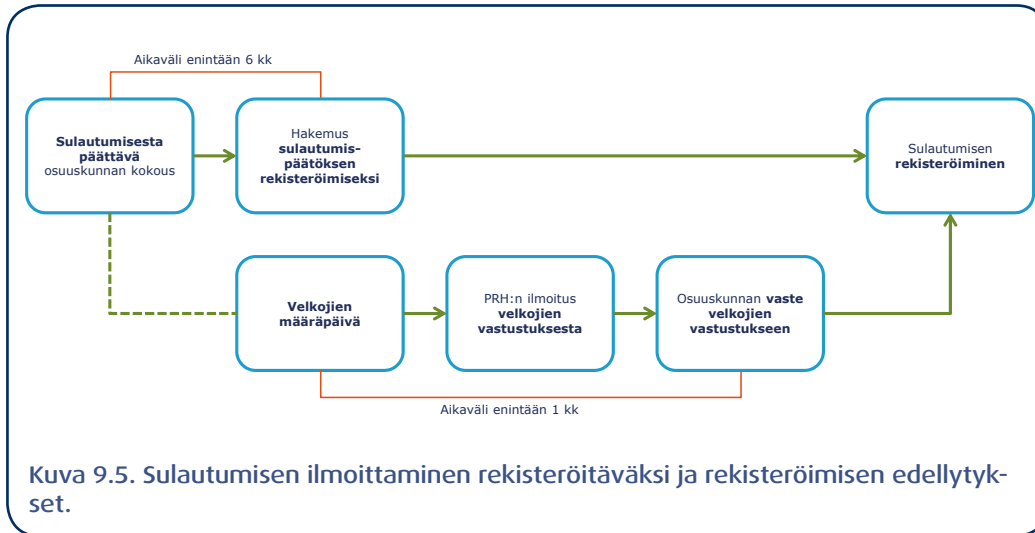 Aikaväli enintään 6 kk
Sulautumisesta
päättävä
osuuskunnan kokous
Hakemus
sulautumis-
päätöksen
rekisteröimiseksi
Sulautumisen
rekisteröiminen
Velkojien
määräpäivä
PRH:n ilmoitus
velkojien
vastustuksesta
Osuuskunnan vaste
velkojien
vastustukseen
Aikaväli enintään 1 kk
Kuva 9.5. Sulautumisen ilmoittaminen rekisteröitäväksi ja rekisteröimisen edellytyk-
set.